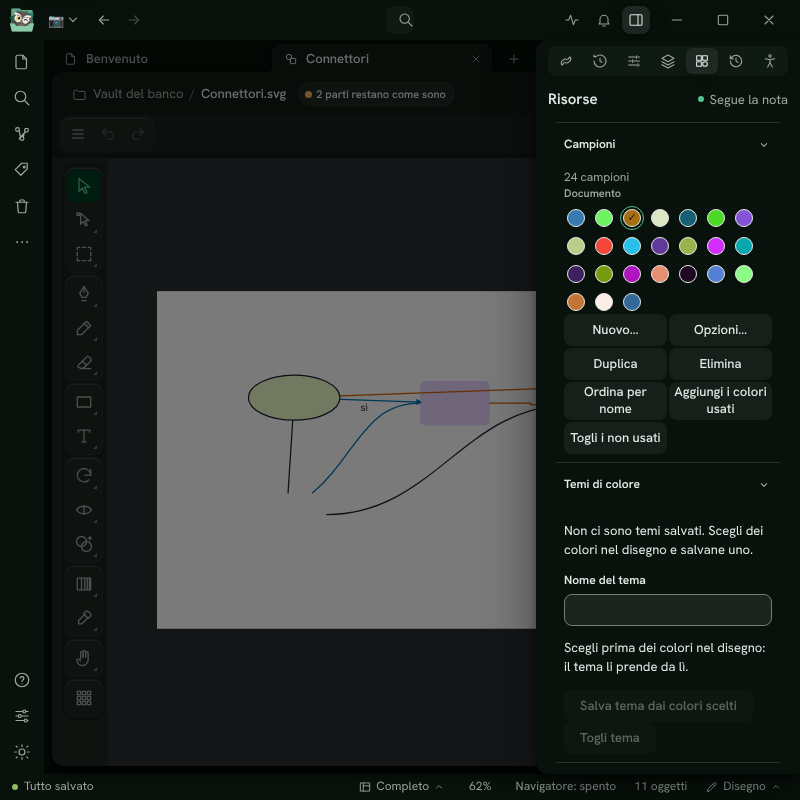 Benvenuto
Connettori
Vault del banco / Connettori.svg
2 parti restano come sono
sì
Risorse
Segue la nota
Campioni
24 campioni
Documento
Nuovo...
Opzioni...
Duplica
Elimina
Ordina per
nome
Aggiungi i colori
usati
Togli i non usati
Temi di colore
Non ci sono temi salvati. Scegli dei
colori nel disegno e salvane uno.
Nome del tema
Scegli prima dei colori nel disegno:
il tema li prende da lì.
Salva tema dai colori scelti
Togli tema
Tutto salvato
Completo
62%
Navigatore: spento
11 oggetti
Disegno